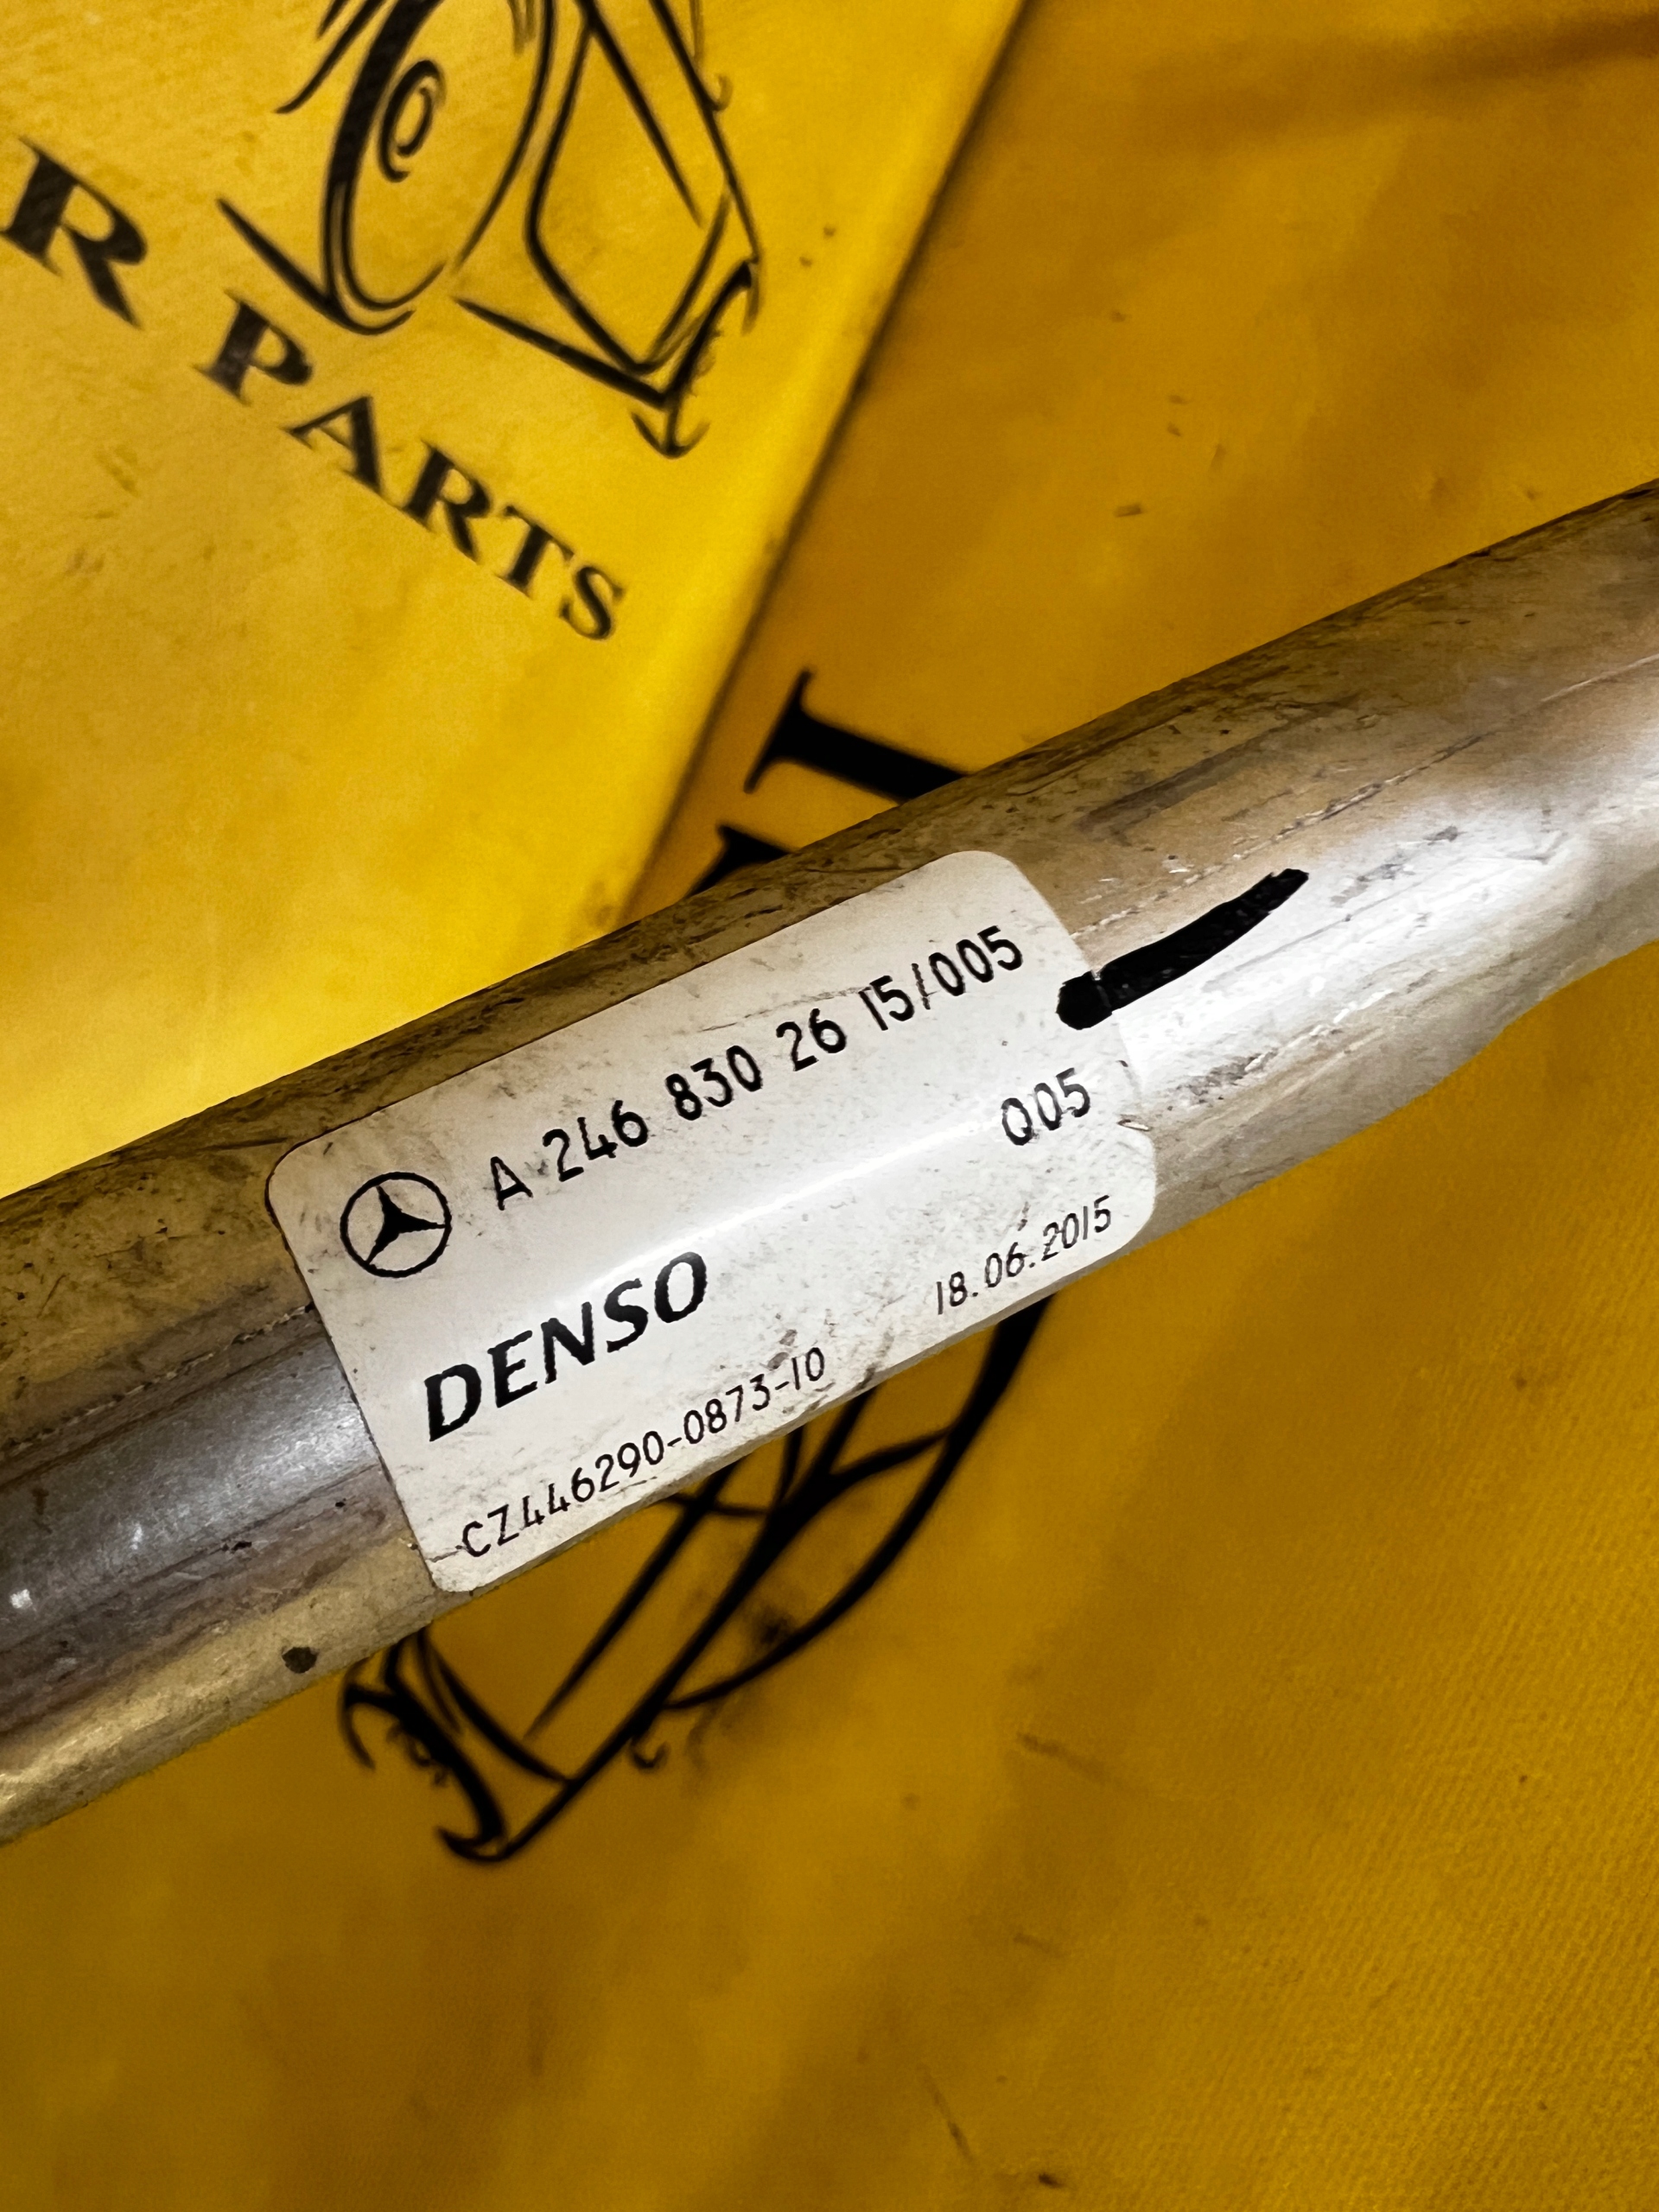 R PARTS
A 246 830 26 15/005
Q05
DENSO
18.06.2015
CZ446290-0873-10